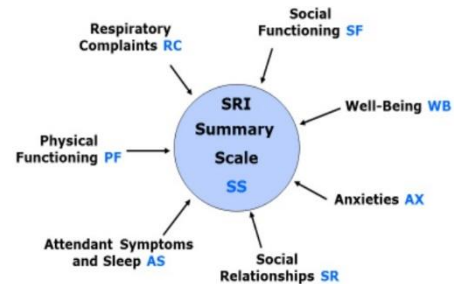 Social
Functioning SF
Respiratory
Complaints RC
SRI
Summary
Scale
SS
Well-Being WB
Physical
Functioning PF
Anxieties AX
Attendant Symptoms
and Sleep AS
Social
Relationships SR